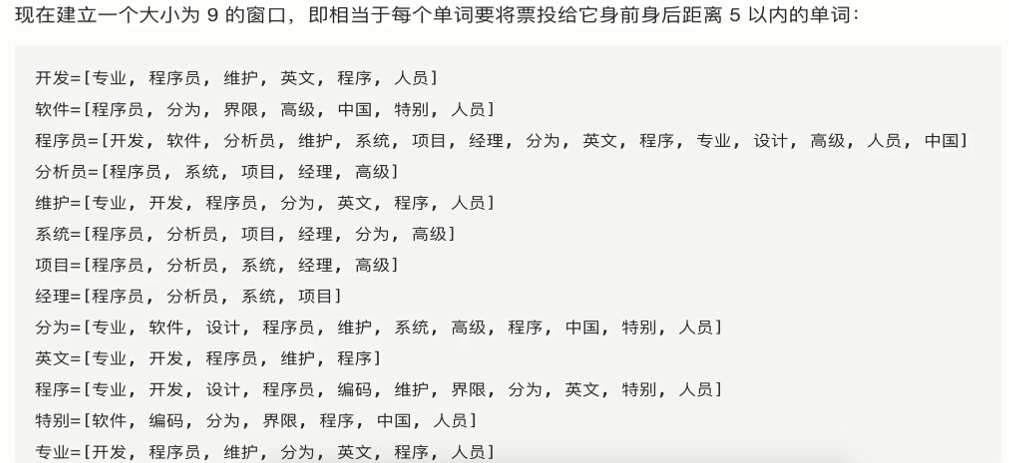 现在建立一个大小为 9 的窗口，即相当于每个单词要将票投给它身前身后距离 5 以内的单词：
开发=[专业, 程序员, 维护, 英文, 程序, 人员]
软件=[程序员, 分为, 界限, 高级, 中国, 特别, 人员]
程序员=[开发, 软件, 分析员, 维护, 系统, 项目, 经理, 分为, 英文, 程序, 专业, 设计, 高级, 人员, 中国]
分析员=[程序员, 系统, 项目, 经理, 高级]
维护=[专业, 开发, 程序员, 分为, 英文, 程序, 人员]
系统=[程序员, 分析员, 项目, 经理, 分为, 高级]
项目=[程序员, 分析员, 系统, 经理, 高级]
经理=[程序员, 分析员, 系统, 项目]
分为=[专业, 软件, 设计, 程序员, 维护, 系统, 高级, 程序, 中国, 特别, 人员]
英文=[专业, 开发, 程序员, 维护, 程序]
程序=[专业, 开发, 设计, 程序员, 编码, 维护, 界限, 分为, 英文, 特别, 人员]
特别=[软件, 编码, 分为, 界限, 程序, 中国, 人员]
专业=[开发, 程序员, 维护, 分为, 英文, 程序, 人员]